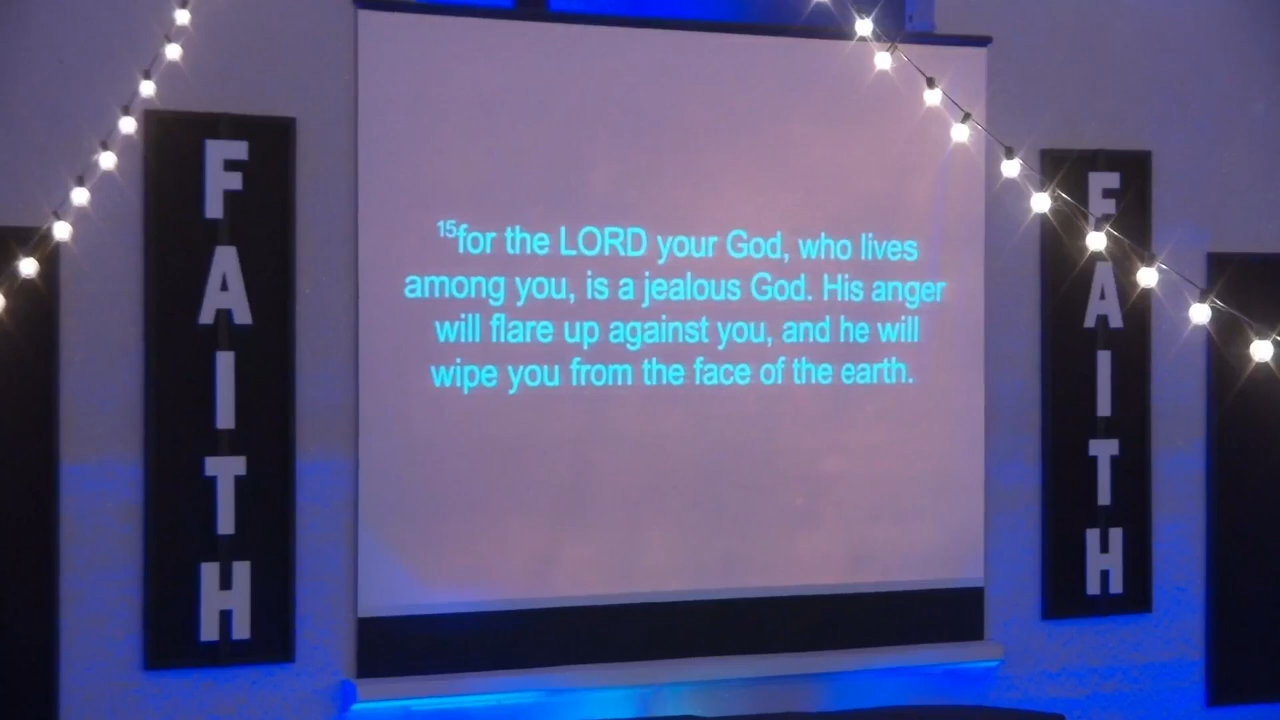 FAITH
15for the LORD your God, who lives
among you, is a jealous God. His anger
will flare up against you, and he will
wipe you from the face of the earth.
FAITH